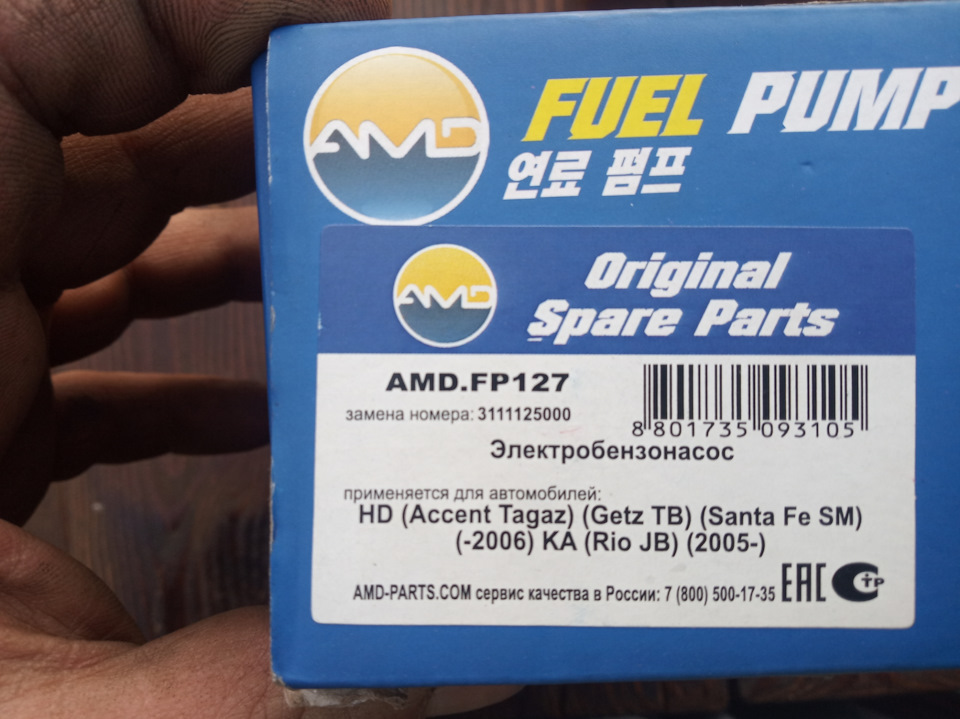 AMD
FUEL PUMP
연료 펌프
AMD
Original
Spare Parts
AMD.FP127
замена номера: 3111125000
8 801735 093105
Электробензонасос
применяется для автомобилей:
HD (Accent Tagaz) (Getz TB) (Santa Fe SM)
(-2006) KA (Rio JB) (2005-)
AMD-PARTS.COM сервис качества в России: 7 (800) 500-17-35 EAC СТР